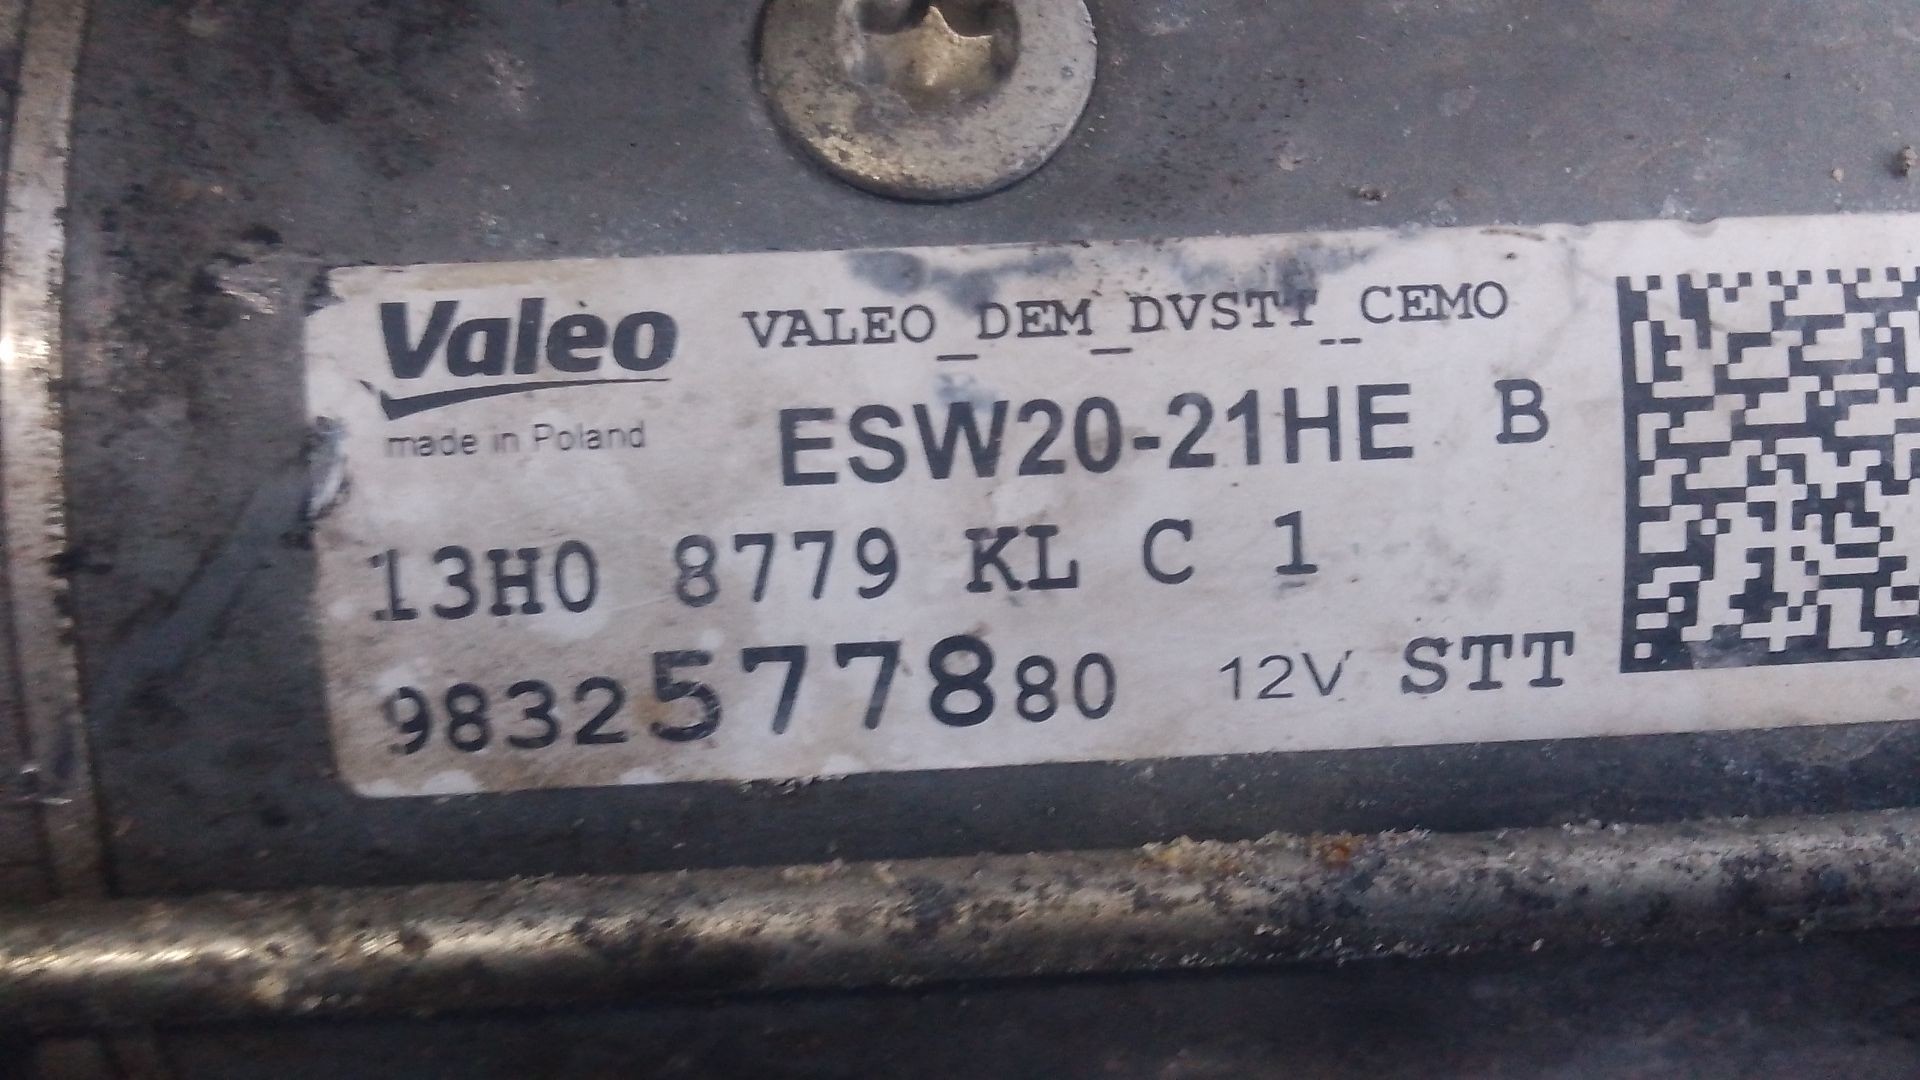 Valeo VALEO_DEM_DVSTT_CEMO
made in Poland ESW20-21HE B
13H0 8779 KL C 1
9832577880 12V STT